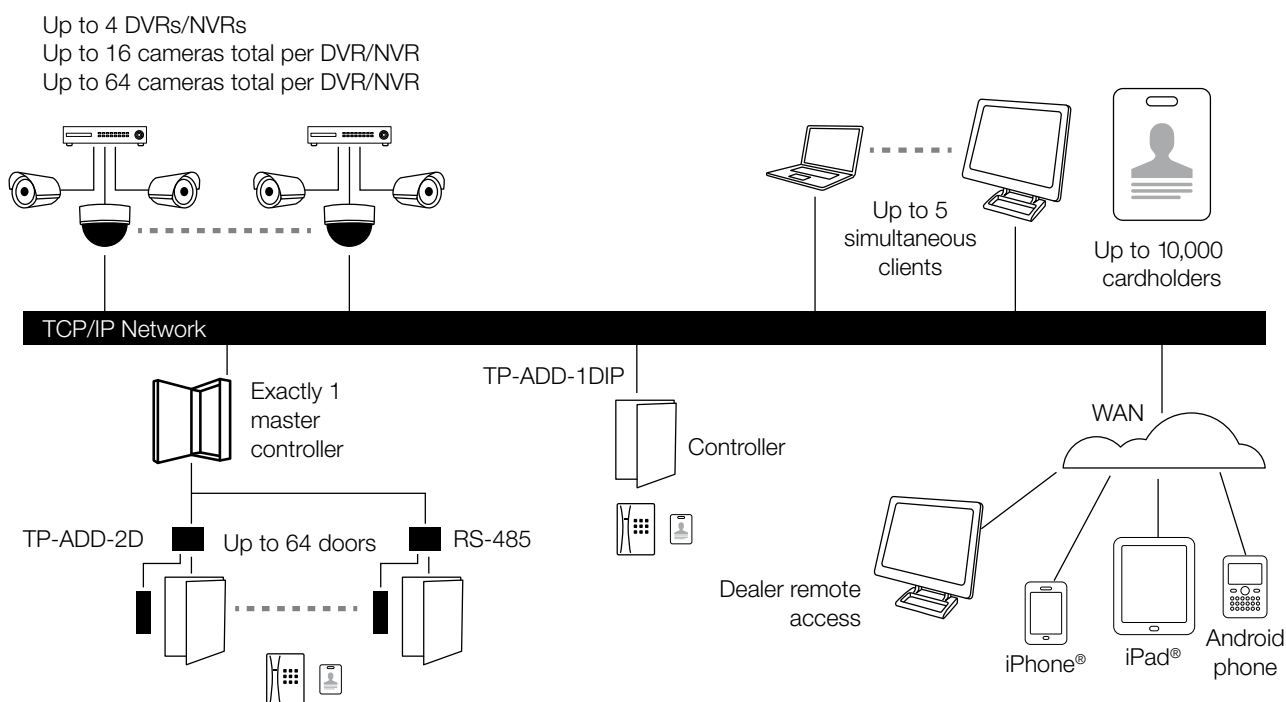 Up to 4 DVRs/NVRs
Up to 16 cameras total per DVR/NVR
Up to 64 cameras total per DVR/NVR
Up to 5
simultaneous
clients
Up to 10,000
cardholders
TCP/IP Network
Exactly 1
master
controller
TP-ADD-1DIP
Controller
WAN
TP-ADD-2D
Up to 64 doors
RS-485
Dealer remote
access
iPhone®
iPad®
Android
phone